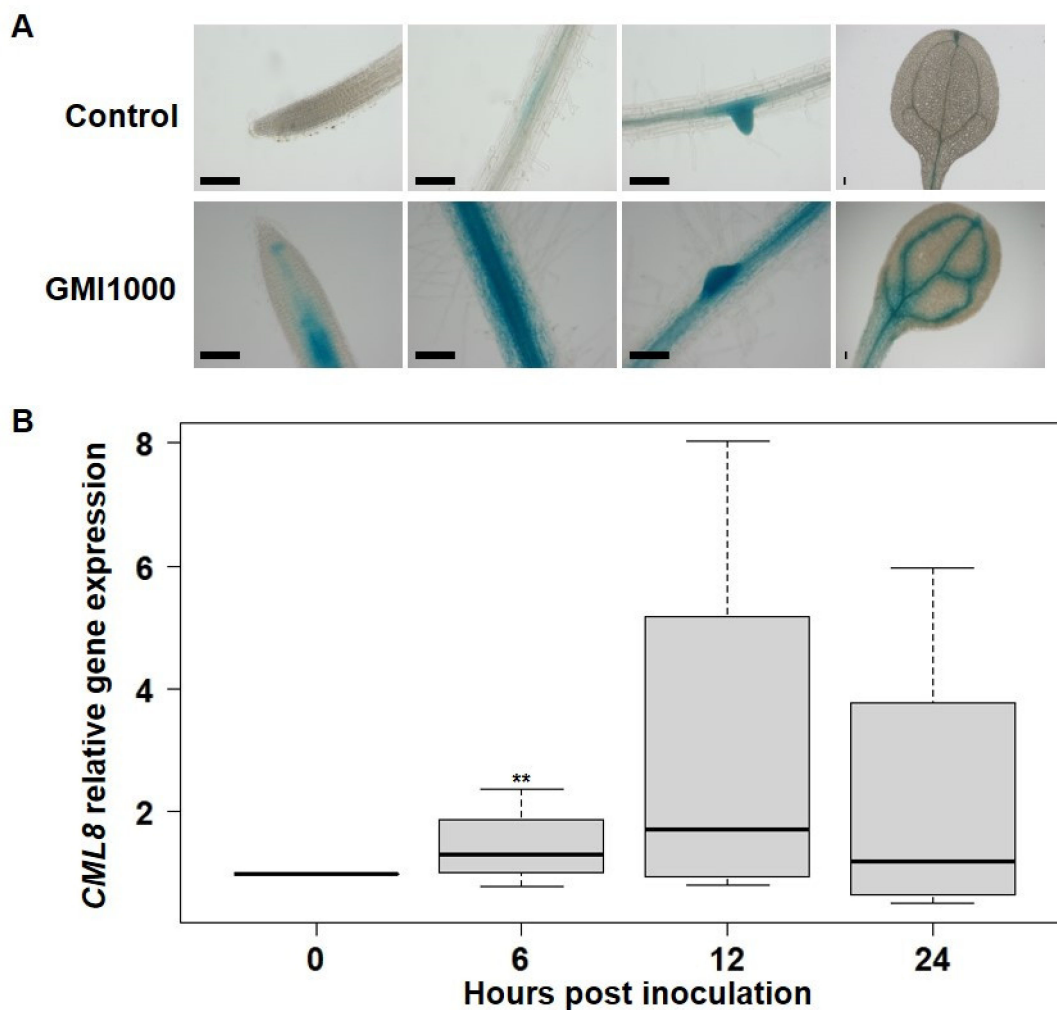 A
Control
GMI1000
B
CML8 relative gene expression
8
6
4
2
**
0 6 12 24
Hours post inoculation